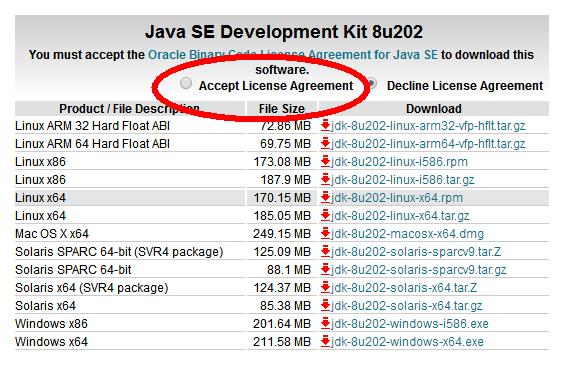 Java SE Development Kit 8u202
You must accept the Oracle Binary Code License Agreement for Java SE to download this
software.
Accept License Agreement Decline License Agreement
Product / File Description File Size Download
Linux ARM 32 Hard Float ABI 72.86 MB jdk-8u202-linux-arm32-vfp-hflt.tar.gz
Linux ARM 64 Hard Float ABI 69.75 MB jdk-8u202-linux-arm64-vfp-hflt.tar.gz
Linux x86 173.08 MB jdk-8u202-linux-i586.rpm
Linux x86 187.9 MB jdk-8u202-linux-i586.tar.gz
Linux x64 170.15 MB jdk-8u202-linux-x64.rpm
Linux x64 185.05 MB jdk-8u202-linux-x64.tar.gz
Mac OS X x64 249.15 MB jdk-8u202-macosx-x64.dmg
Solaris SPARC 64-bit (SVR4 package) 125.09 MB jdk-8u202-solaris-sparcv9.tar.Z
Solaris SPARC 64-bit 88.1 MB jdk-8u202-solaris-sparcv9.tar.gz
Solaris x64 (SVR4 package) 124.37 MB jdk-8u202-solaris-x64.tar.Z
Solaris x64 85.38 MB jdk-8u202-solaris-x64.tar.gz
Windows x86 201.64 MB jdk-8u202-windows-i586.exe
Windows x64 211.58 MB jdk-8u202-windows-x64.exe